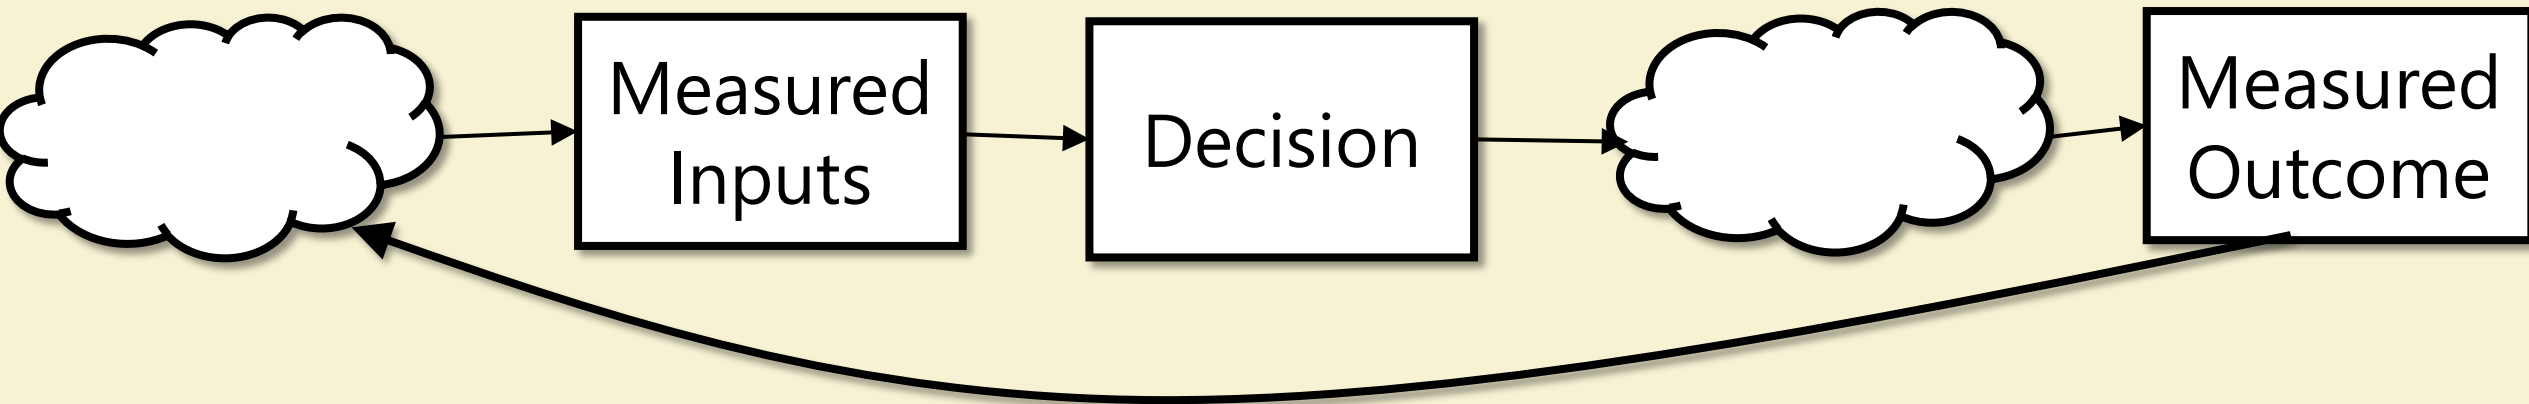 Measured
Inputs
Decision
Measured
Outcome